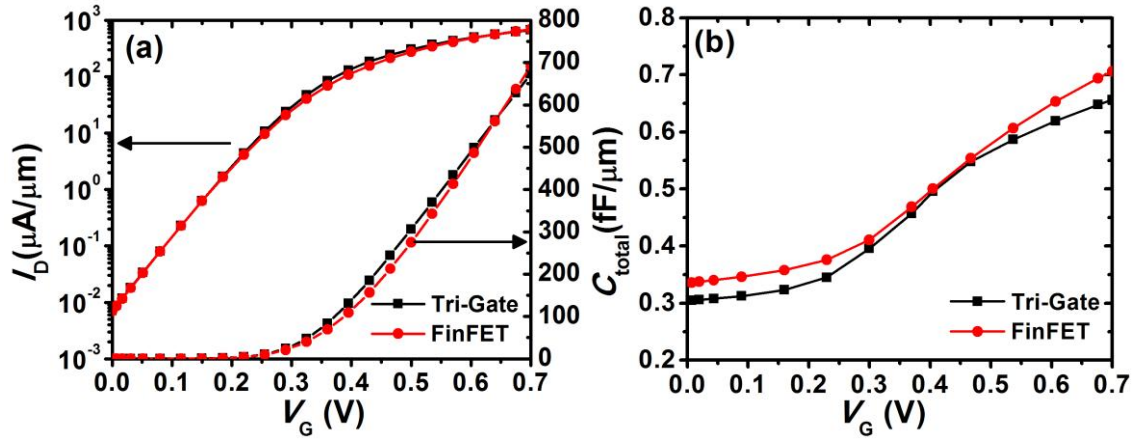 (a)
I_D(μA/μm)
10³
10²
10¹
10⁰
10⁻¹
10⁻²
10⁻³
800
700
600
500
400
300
200
100
0
Tri-Gate
FinFET
0.0 0.1 0.2 0.3 0.4 0.5 0.6 0.7
V_G (V)
(b)
C_total(fF/μm)
0.8
0.7
0.6
0.5
0.4
0.3
0.2
Tri-Gate
FinFET
0.0 0.1 0.2 0.3 0.4 0.5 0.6 0.7
V_G (V)